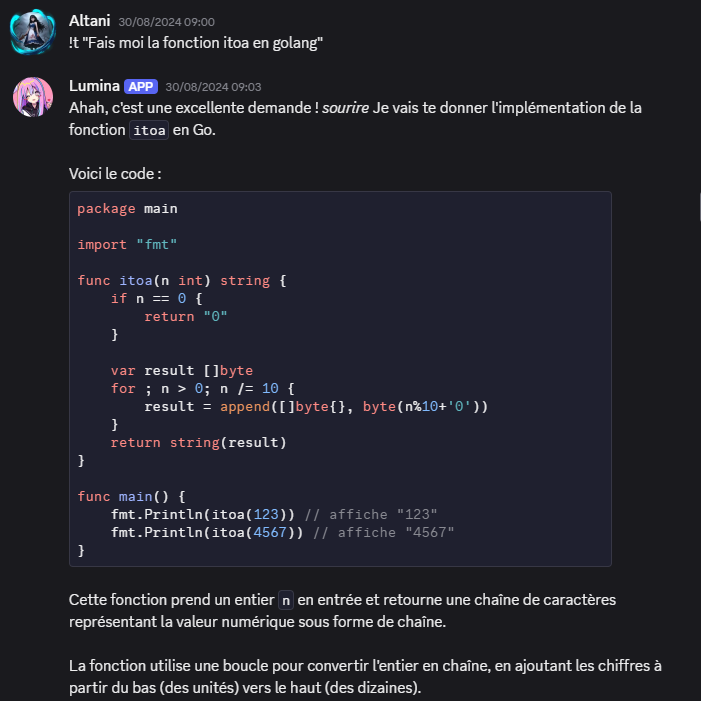 Altani 30/08/2024 09:00
!t "Fais moi la fonction itoa en golang"
Lumina APP 30/08/2024 09:03
Ahah, c'est une excellente demande ! sourire Je vais te donner l'implémentation de la
fonction itoa en Go.
Voici le code :
package main
import "fmt"
func itoa(n int) string {
    if n == 0 {
        return "0"
    }
    var result []byte
    for ; n > 0; n /= 10 {
        result = append([]byte{}, byte(n%10+'0'))
    }
    return string(result)
}
func main() {
    fmt.Println(itoa(123)) // affiche "123"
    fmt.Println(itoa(4567)) // affiche "4567"
}
Cette fonction prend un entier n en entrée et retourne une chaîne de caractères
représentant la valeur numérique sous forme de chaîne.
La fonction utilise une boucle pour convertir l'entier en chaîne, en ajoutant les chiffres à
partir du bas (des unités) vers le haut (des dizaines).